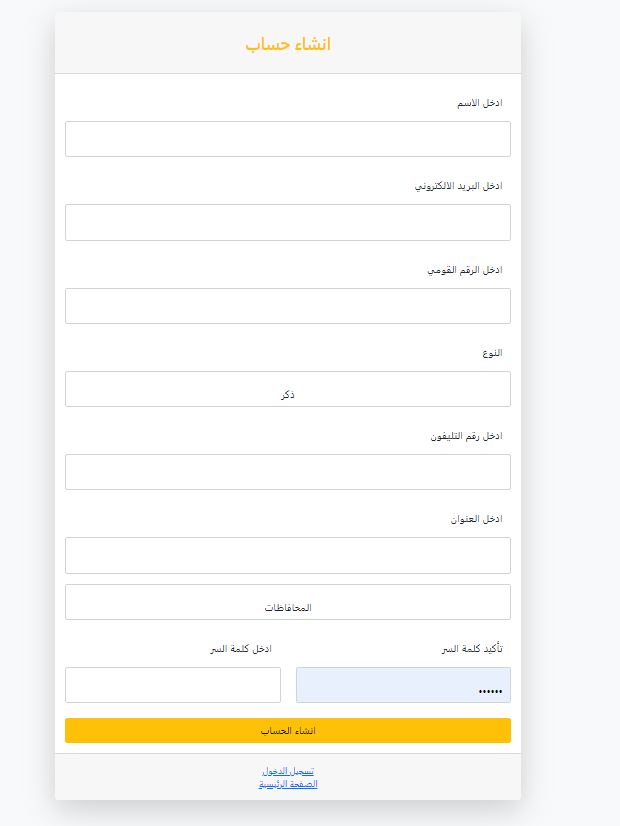 انشاء حساب
ادخل الاسم
ادخل البريد الالكتروني
ادخل الرقم القومي
النوع
ذكر
ادخل رقم التليفون
ادخل العنوان
المحافاظات
تأكيد كلمة السر ادخل كلمة السر
••••••
انشاء الحساب
تسجيل الدخول
الصفحة الرئيسية